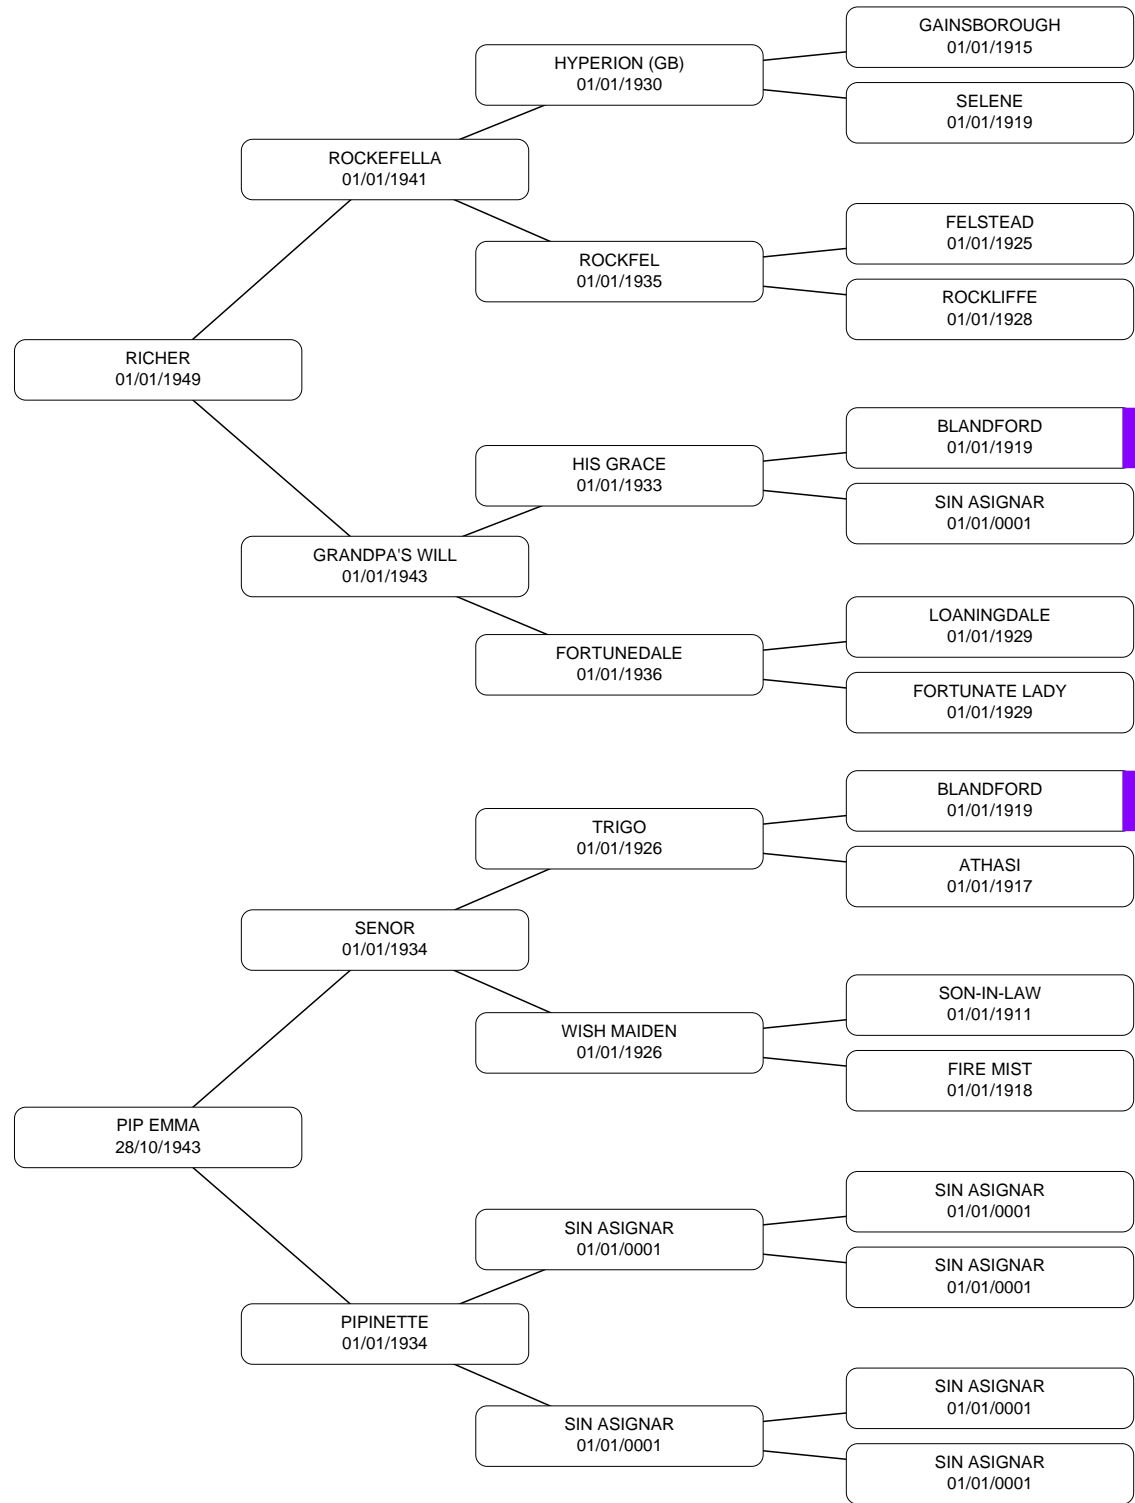 GAINSBOROUGH
01/01/1915
HYPERION (GB)
01/01/1930
SELENE
01/01/1919
ROCKEFELLA
01/01/1941
FELSTEAD
01/01/1925
ROCKFEL
01/01/1935
ROCKLIFFE
01/01/1928
RICHER
01/01/1949
BLANDFORD
01/01/1919
HIS GRACE
01/01/1933
SIN ASIGNAR
01/01/0001
GRANDPA'S WILL
01/01/1943
LOANINGDALE
01/01/1929
FORTUNEDALE
01/01/1936
FORTUNATE LADY
01/01/1929
BLANDFORD
01/01/1919
TRIGO
01/01/1926
ATHASI
01/01/1917
SENOR
01/01/1934
SON-IN-LAW
01/01/1911
WISH MAIDEN
01/01/1926
FIRE MIST
01/01/1918
PIP EMMA
28/10/1943
SIN ASIGNAR
01/01/0001
SIN ASIGNAR
01/01/0001
SIN ASIGNAR
01/01/0001
PIPINETTE
01/01/1934
SIN ASIGNAR
01/01/0001
SIN ASIGNAR
01/01/0001
SIN ASIGNAR
01/01/0001